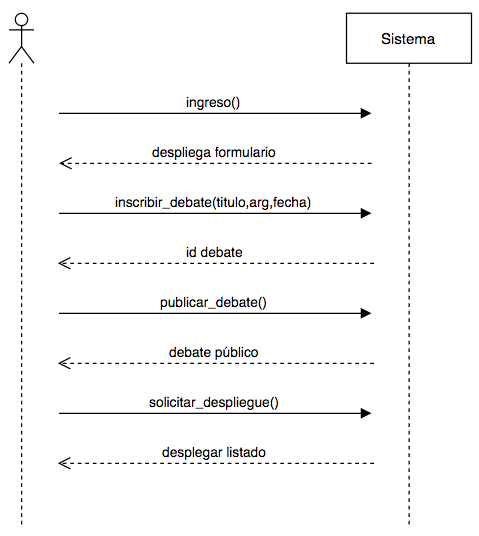 Sistema
ingreso()
despliega formulario
inscribir_debate(titulo,arg,fecha)
id debate
publicar_debate()
debate público
solicitar_despliegue()
desplegar listado